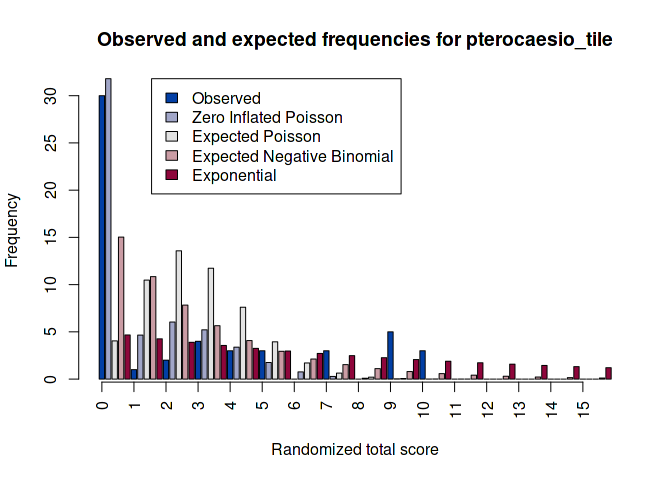 Observed and expected frequencies for pterocaesio_tile
Observed
Zero Inflated Poisson
Expected Poisson
Expected Negative Binomial
Exponential
Frequency
30
25
20
15
10
5
0
0 1 2 3 4 5 6 7 8 9 10 11 12 13 14 15
Randomized total score